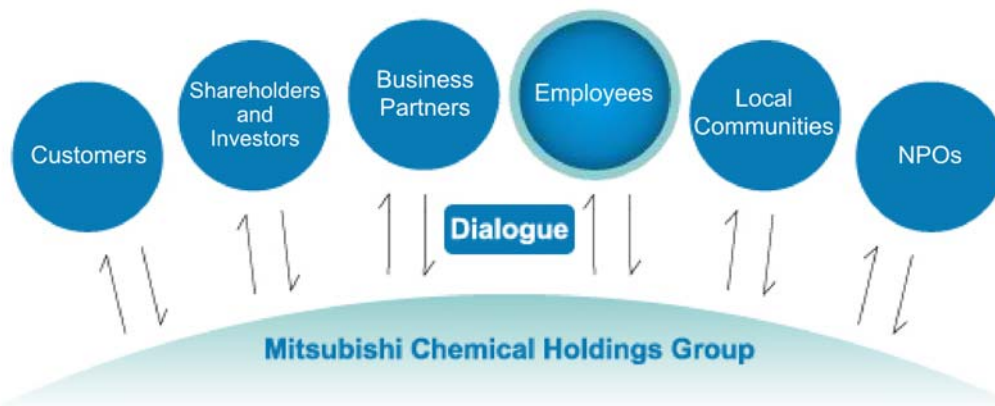 Customers
Shareholders
and
Investors
Business
Partners
Employees
Local
Communities
NPOs
Dialogue
Mitsubishi Chemical Holdings Group